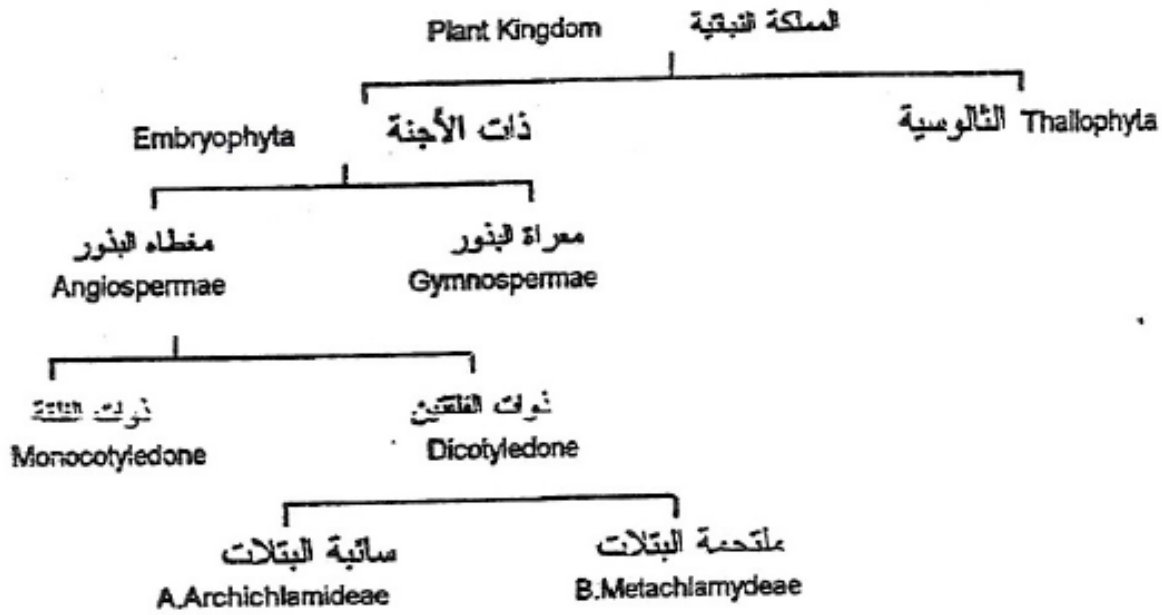 Plant Kingdom المملكة النباتية
Embryophyta ذات الأجنة
الثالوسية Thallophyta
مغطاه البذور
Angiospermae
معراة البذور
Gymnospermae
ذوات
Monocotyledone
ذوات الفلقتين
Dicotyledone
سائبة البتلات
A.Archichlamideae
ملتحمة البتلات
B.Metachlamydeae